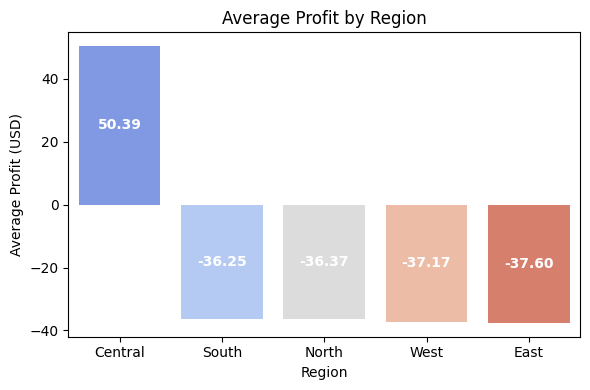 Average Profit by Region
Average Profit (USD)
40
20
0
−20
−40
50.39
-36.25
-36.37
-37.17
-37.60
Central
South
North
West
East
Region